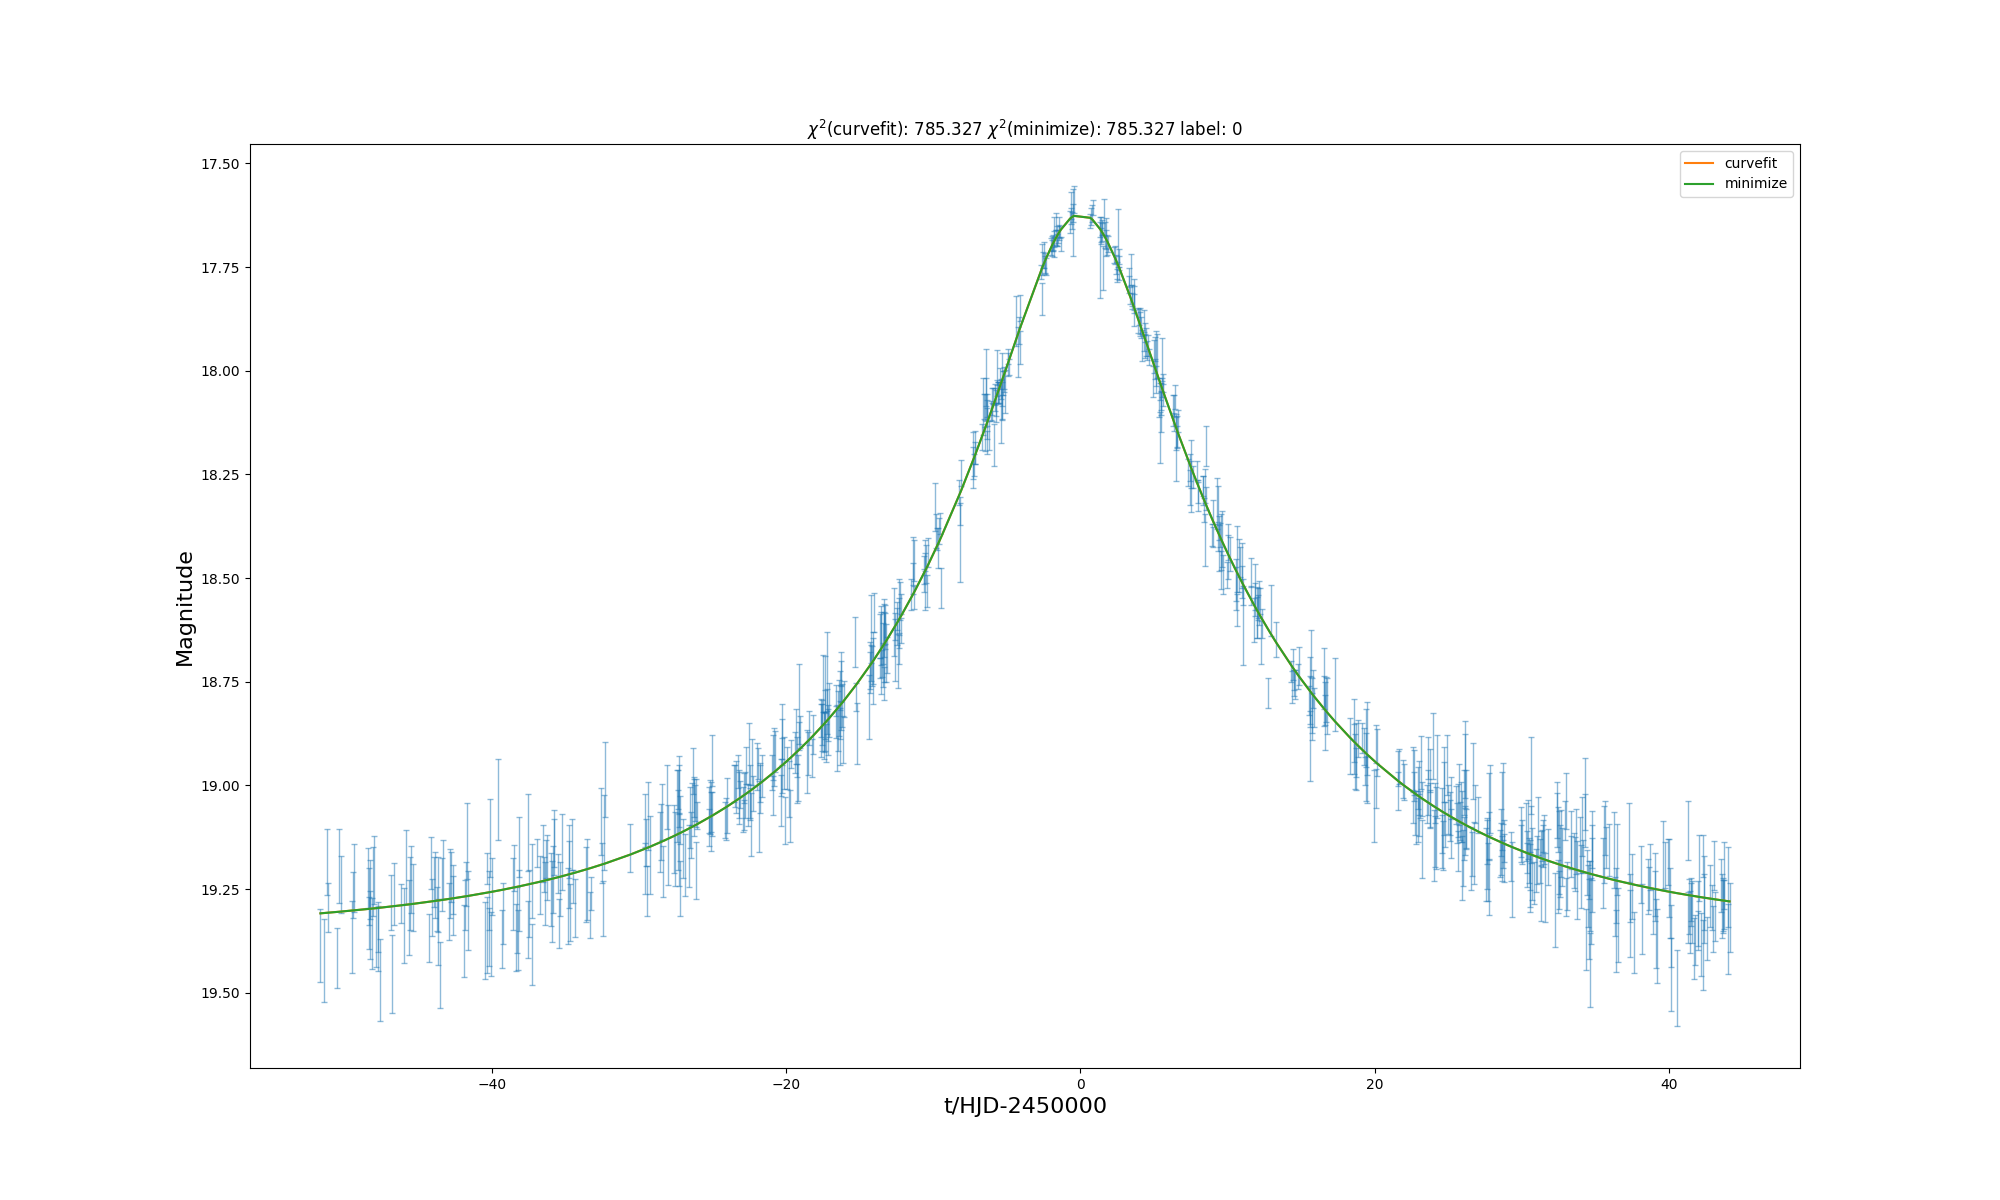 χ²(curvefit): 785.327 χ²(minimize): 785.327 label: 0
curvefit
minimize
17.50
17.75
18.00
18.25
18.50
18.75
19.00
19.25
19.50
Magnitude
−40
−20
0
20
40
t/HJD-2450000